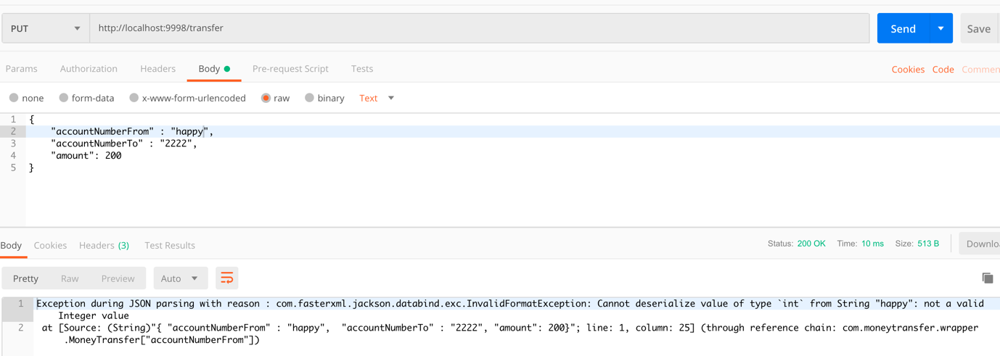 PUT http://localhost:9998/transfer Send Save
Params Authorization Headers Body Pre-request Script Tests Cookies Code Commen
none form-data x-www-form-urlencoded raw binary Text
1 {
2 "accountNumberFrom" : "happy",
3 "accountNumberTo" : "2222",
4 "amount": 200
5 }
Body Cookies Headers (3) Test Results Status: 200 OK Time: 10 ms Size: 513 B Downlo
Pretty Raw Preview Auto
1 Exception during JSON parsing with reason : com.fasterxml.jackson.databind.exc.InvalidFormatException: Cannot deserialize value of type `int` from String "happy": not a valid
Integer value
2 at [Source: (String)"{ "accountNumberFrom" : "happy",  "accountNumberTo" : "2222", "amount": 200}"; line: 1, column: 25] (through reference chain: com.moneytransfer.wrapper
.MoneyTransfer["accountNumberFrom"])